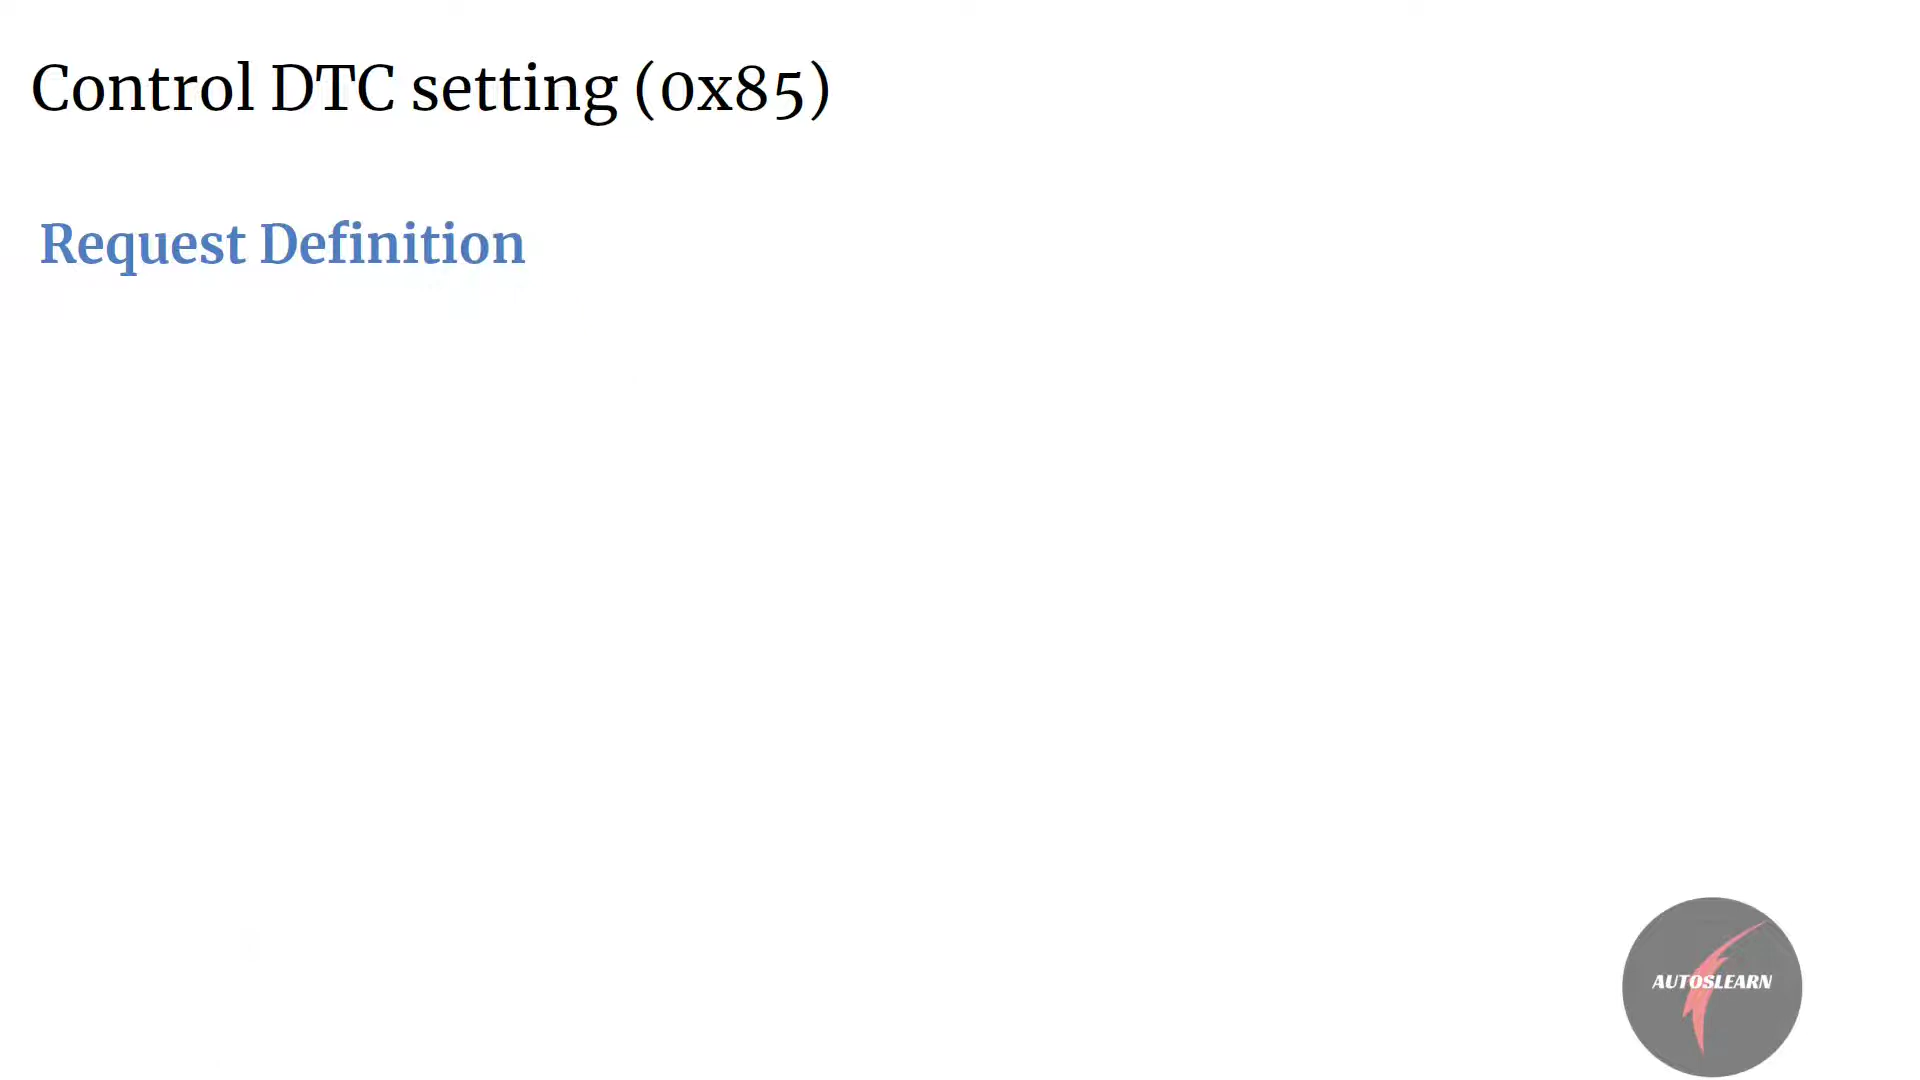 Control DTC setting (0x85)
Request Definition
AUTOSLEARN